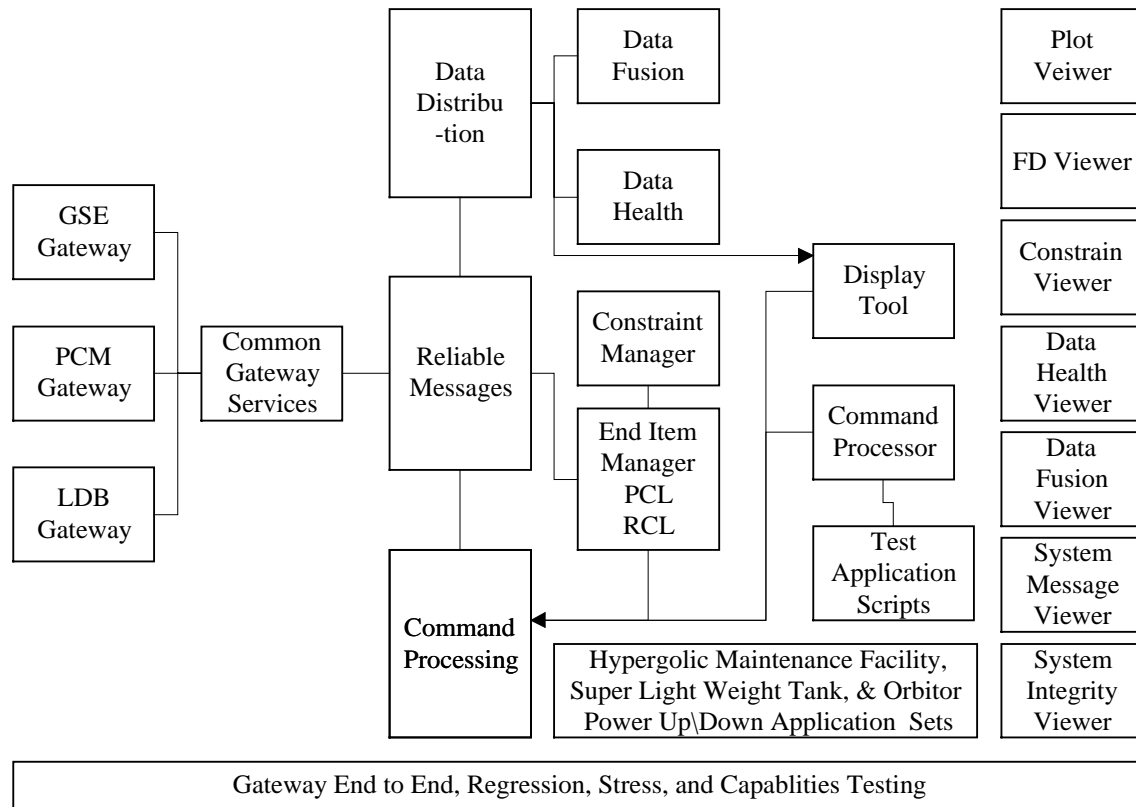 Data
Distribu
-tion
Data
Fusion
Data
Health
Plot
Veiwer
FD Viewer
GSE
Gateway
PCM
Gateway
LDB
Gateway
Common
Gateway
Services
Reliable
Messages
Constraint
Manager
End Item
Manager
PCL
RCL
Display
Tool
Command
Processor
Test
Application
Scripts
Command
Processing
Constrain
Viewer
Data
Health
Viewer
Data
Fusion
Viewer
System
Message
Viewer
System
Integrity
Viewer
Hypergolic Maintenance Facility,
Super Light Weight Tank, & Orbitor
Power Up\Down Application Sets
Gateway End to End, Regression, Stress, and Capablities Testing